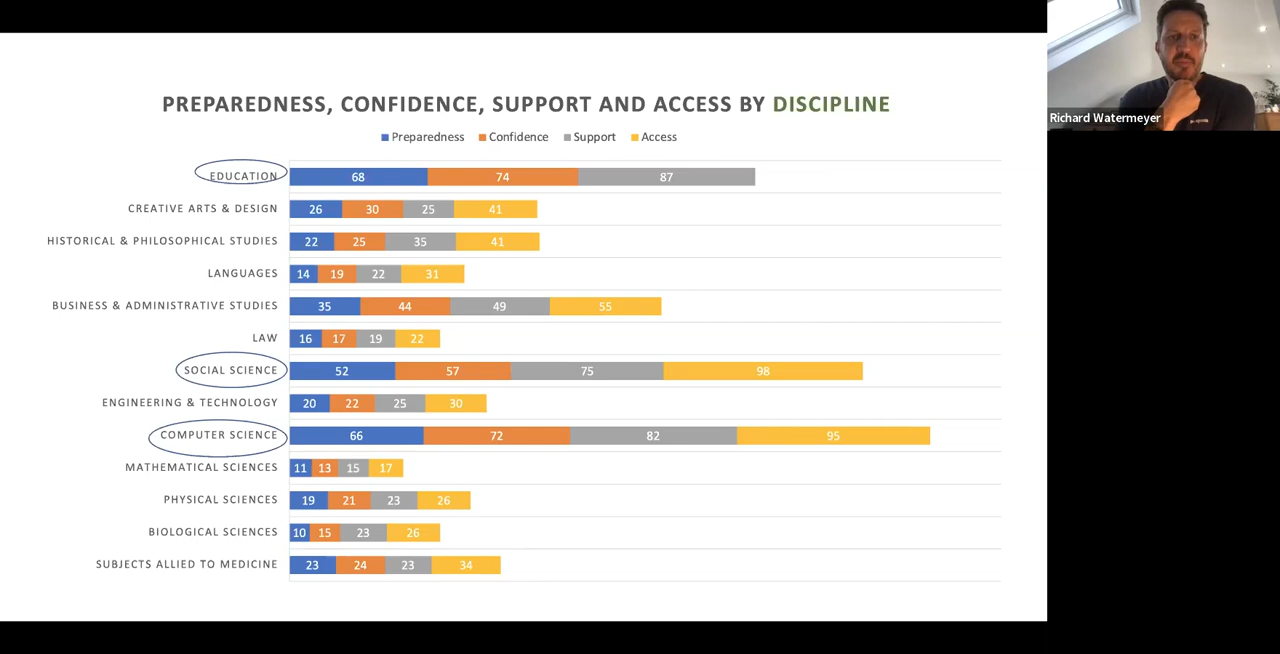 PREPAREDNESS, CONFIDENCE, SUPPORT AND ACCESS BY DISCIPLINE
Preparedness Confidence Support Access
EDUCATION 68 74 87
CREATIVE ARTS & DESIGN 26 30 25 41
HISTORICAL & PHILOSOPHICAL STUDIES 22 25 35 41
LANGUAGES 14 19 22 31
BUSINESS & ADMINISTRATIVE STUDIES 35 44 49 55
LAW 16 17 19 22
SOCIAL SCIENCE 52 57 75 98
ENGINEERING & TECHNOLOGY 20 22 25 30
COMPUTER SCIENCE 66 72 82 95
MATHEMATICAL SCIENCES 11 13 15 17
PHYSICAL SCIENCES 19 21 23 26
BIOLOGICAL SCIENCES 10 15 23 26
SUBJECTS ALLIED TO MEDICINE 23 24 23 34
Richard Watermeyer